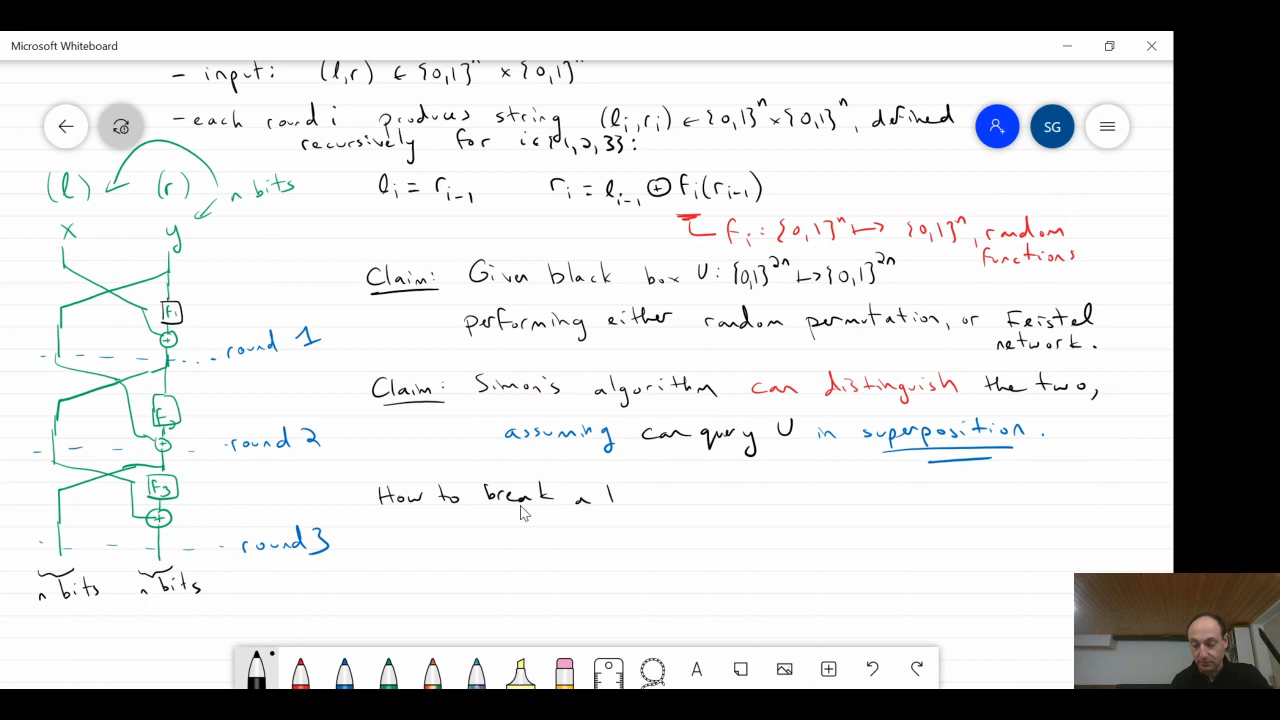 Microsoft Whiteboard
- input: (l,r) ∈ {0,1}ⁿ × {0,1}ⁿ
- each round i produces string (lᵢ,rᵢ) ∈ {0,1}ⁿ × {0,1}ⁿ, defined
recursively for i∈{1,2,3}:
(l) (r) n bits
lᵢ = rᵢ₋₁ rᵢ = lᵢ₋₁ ⊕ fᵢ(rᵢ₋₁)
x y
fᵢ : {0,1}ⁿ ↦ {0,1}ⁿ, random
functions
Claim: Given black box U : {0,1}²ⁿ ↦ {0,1}²ⁿ
f₁
performing either random permutation, or Feistel
network.
round 1
Claim: Simon's algorithm can distinguish the two,
f₂
assuming can query U in superposition.
round 2
f₃
How to break a
round 3
n bits n bits
SG
A